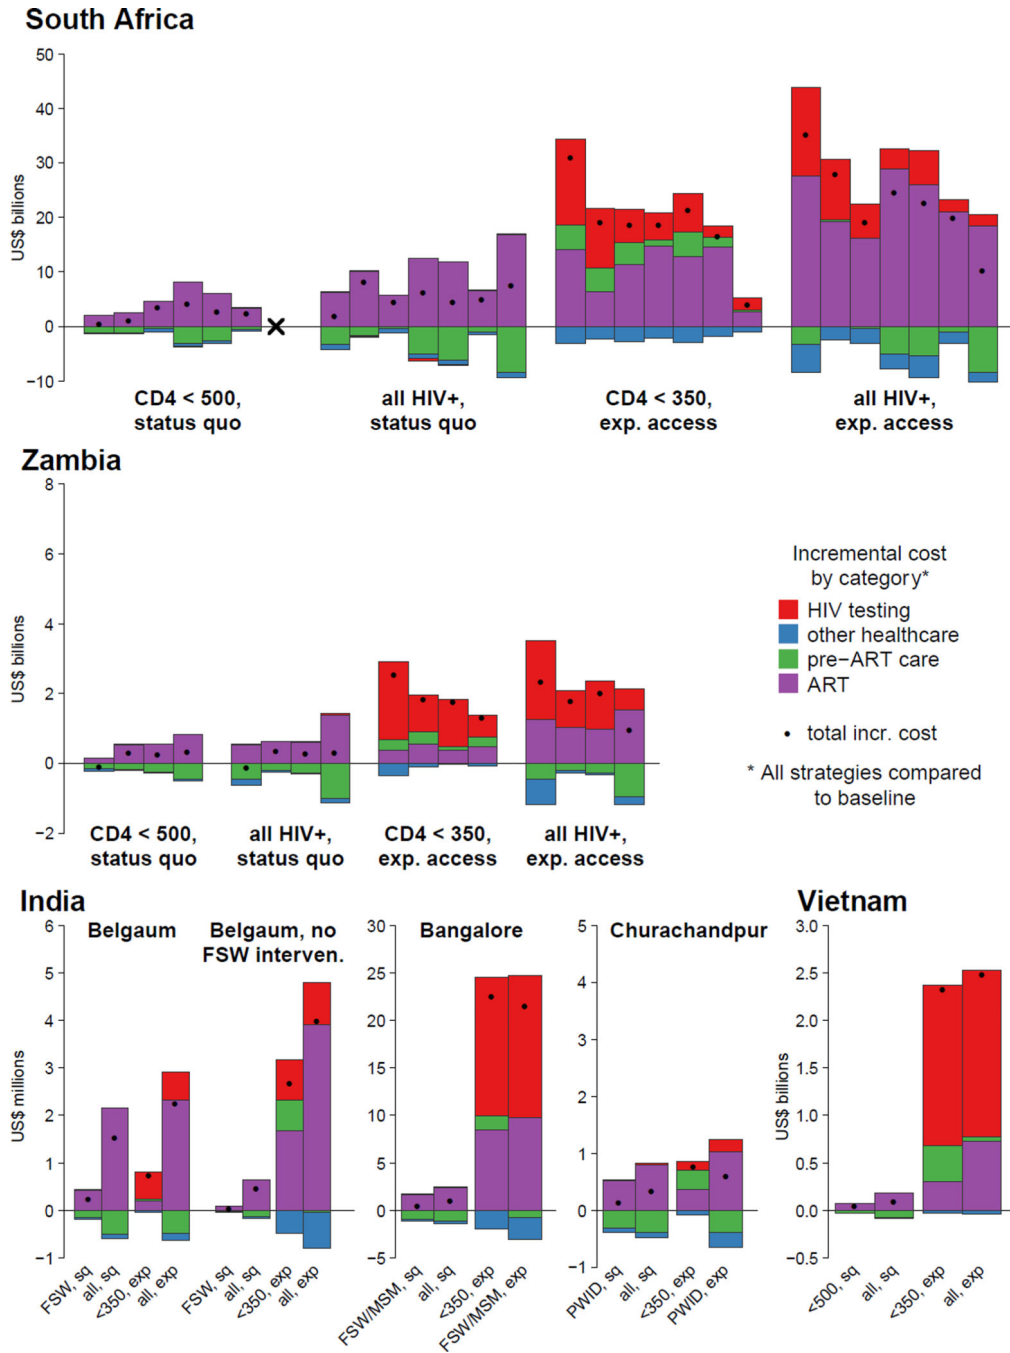 South Africa
US$ billions
50
40
30
20
10
0
−10
CD4 < 500,
status quo
all HIV+,
status quo
CD4 < 350,
exp. access
all HIV+,
exp. access
Zambia
US$ billions
8
6
4
2
0
−2
CD4 < 500,
status quo
all HIV+,
status quo
CD4 < 350,
exp. access
all HIV+,
exp. access
Incremental cost
by category*
HIV testing
other healthcare
pre−ART care
ART
total incr. cost
* All strategies compared
to baseline
India
US$ millions
6
5
4
3
2
1
0
−1
Belgaum
FSW, sq
all, sq
<350, exp
all, exp
Belgaum, no
FSW interven.
FSW, sq
all, sq
<350, exp
all, exp
30
25
20
15
10
5
0
−5
Bangalore
FSW/MSM, sq
all, sq
<350, exp
FSW/MSM, exp
5
4
3
2
1
0
−1
Churachandpur
PWID, sq
all, sq
<350, exp
PWID, exp
Vietnam
US$ billions
3.0
2.5
2.0
1.5
1.0
0.5
0.0
−0.5
<500, sq
all, sq
<350, exp
all, exp